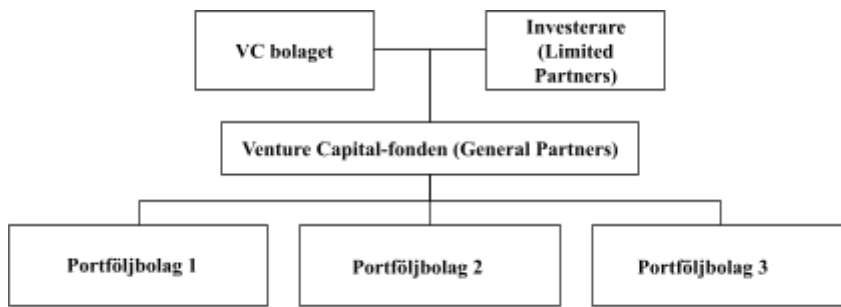 VC bolaget
Investerare
(Limited
Partners)
Venture Capital-fonden (General Partners)
Portföljbolag 1
Portföljbolag 2
Portföljbolag 3